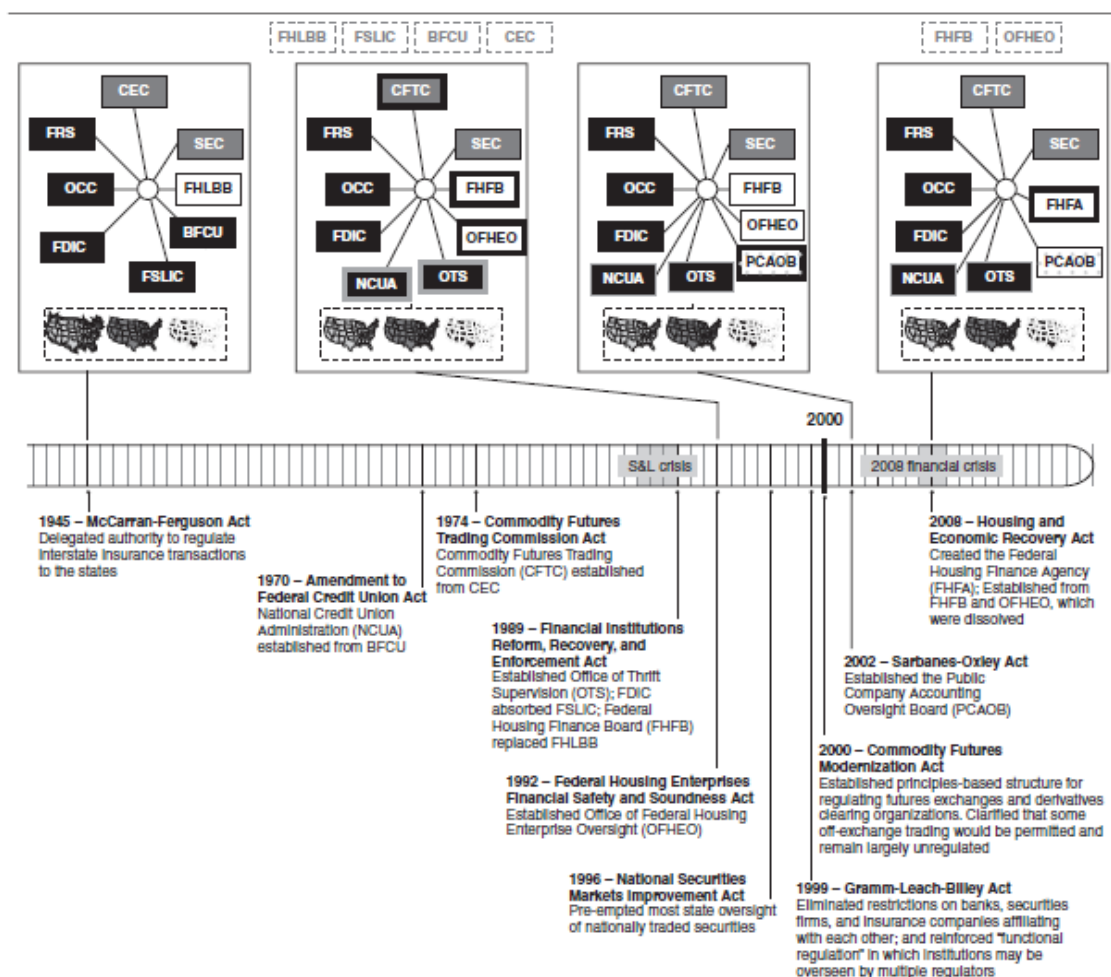 FHLBB FSLIC BFCU CEC
FHFB OFHEO
CEC
FRS
SEC
OCC
FHLBB
FDIC
BFCU
FSLIC
CFTC
FRS
SEC
OCC
FHFB
FDIC
OFHEO
NCUA
OTS
CFTC
FRS
SEC
OCC
FHFB
FDIC
OFHEO
NCUA
OTS
PCAOB
CFTC
FRS
SEC
OCC
FHFA
FDIC
NCUA
OTS
PCAOB
2000
S&L crisis
2008 financial crisis
1945 – McCarran-Ferguson Act
Delegated authority to regulate
interstate insurance transactions
to the states
1970 – Amendment to
Federal Credit Union Act
National Credit Union
Administration (NCUA)
established from BFCU
1974 – Commodity Futures
Trading Commission Act
Commodity Futures Trading
Commission (CFTC) established
from CEC
1989 – Financial Institutions
Reform, Recovery, and
Enforcement Act
Established Office of Thrift
Supervision (OTS); FDIC
absorbed FSLIC; Federal
Housing Finance Board (FHFB)
replaced FHLBB
1992 – Federal Housing Enterprises
Financial Safety and Soundness Act
Established Office of Federal Housing
Enterprise Oversight (OFHEO)
1996 – National Securities
Markets Improvement Act
Pre-empted most state oversight
of nationally traded securities
2008 – Housing and
Economic Recovery Act
Created the Federal
Housing Finance Agency
(FHFA); Established from
FHFB and OFHEO, which
were dissolved
2002 – Sarbanes-Oxley Act
Established the Public
Company Accounting
Oversight Board (PCAOB)
2000 – Commodity Futures
Modernization Act
Established principles-based structure for
regulating futures exchanges and derivatives
clearing organizations. Clarified that some
off-exchange trading would be permitted and
remain largely unregulated
1999 – Gramm-Leach-Bliley Act
Eliminated restrictions on banks, securities
firms, and insurance companies affiliating
with each other; and reinforced "functional
regulation" in which institutions may be
overseen by multiple regulators